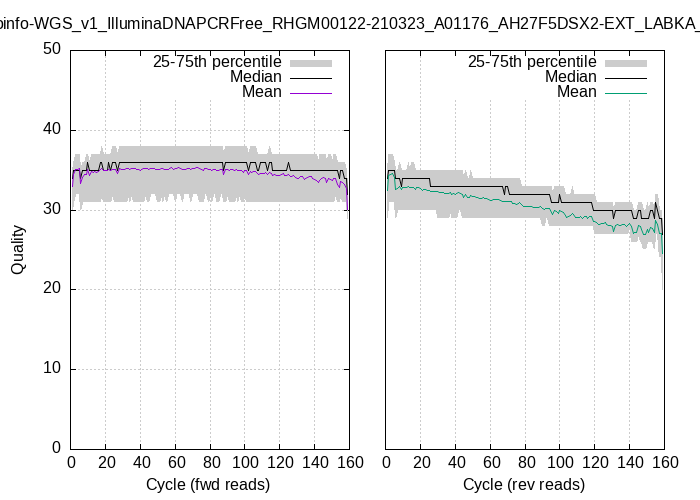 pinfo-WGS_v1_IlluminaDNAPCRFree_RHGM00122-210323_A01176_AH27F5DSX2-EXT_LABKA_
50
40
30
20
10
0
Quality
25-75th percentile
Median
Mean
0 20 40 60 80 100 120 140 160
Cycle (fwd reads)
25-75th percentile
Median
Mean
0 20 40 60 80 100 120 140 160
Cycle (rev reads)